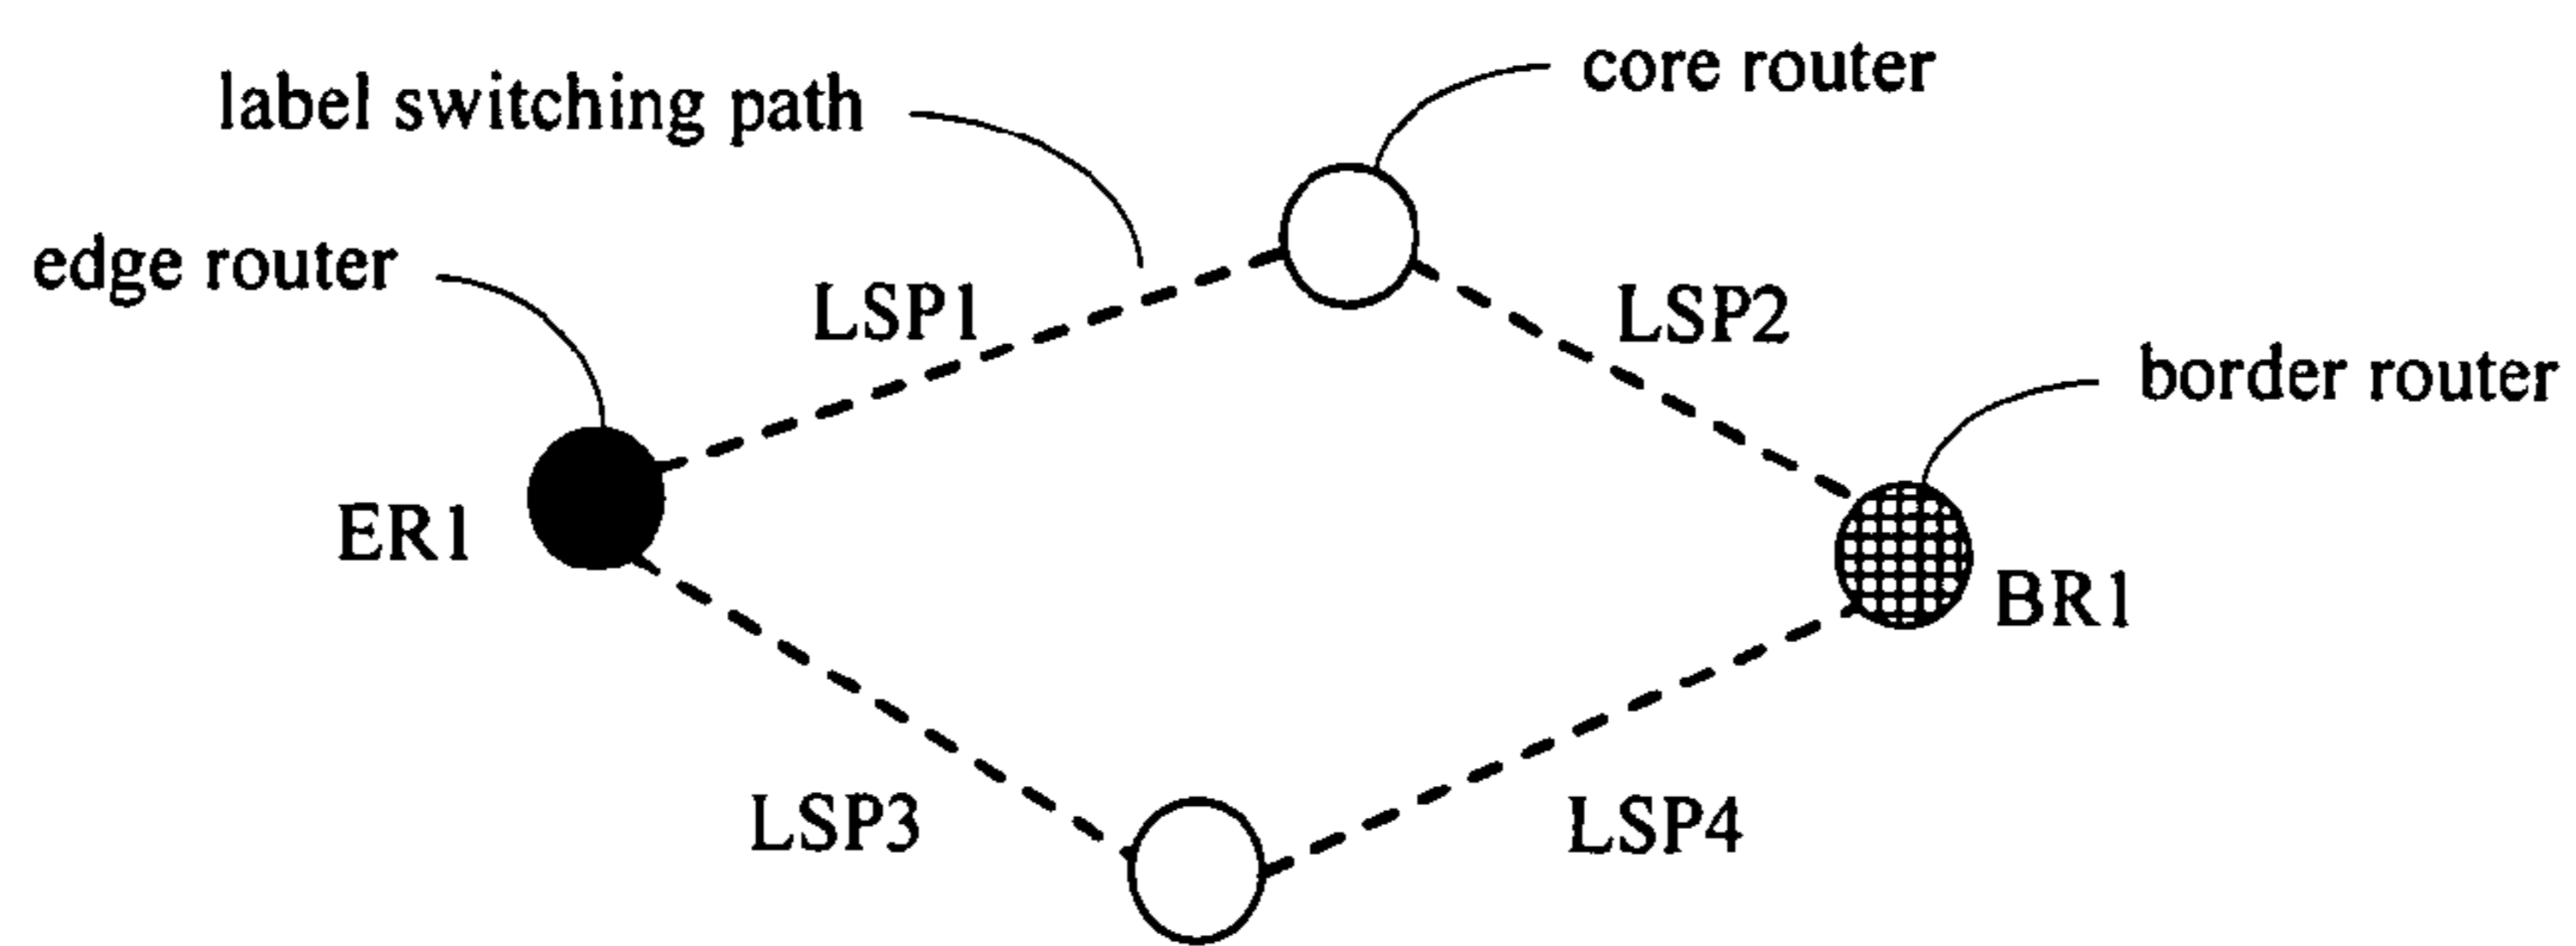 core router
label switching path
edge router
LSP1
LSP2
border router
ER1
BR1
LSP3
LSP4